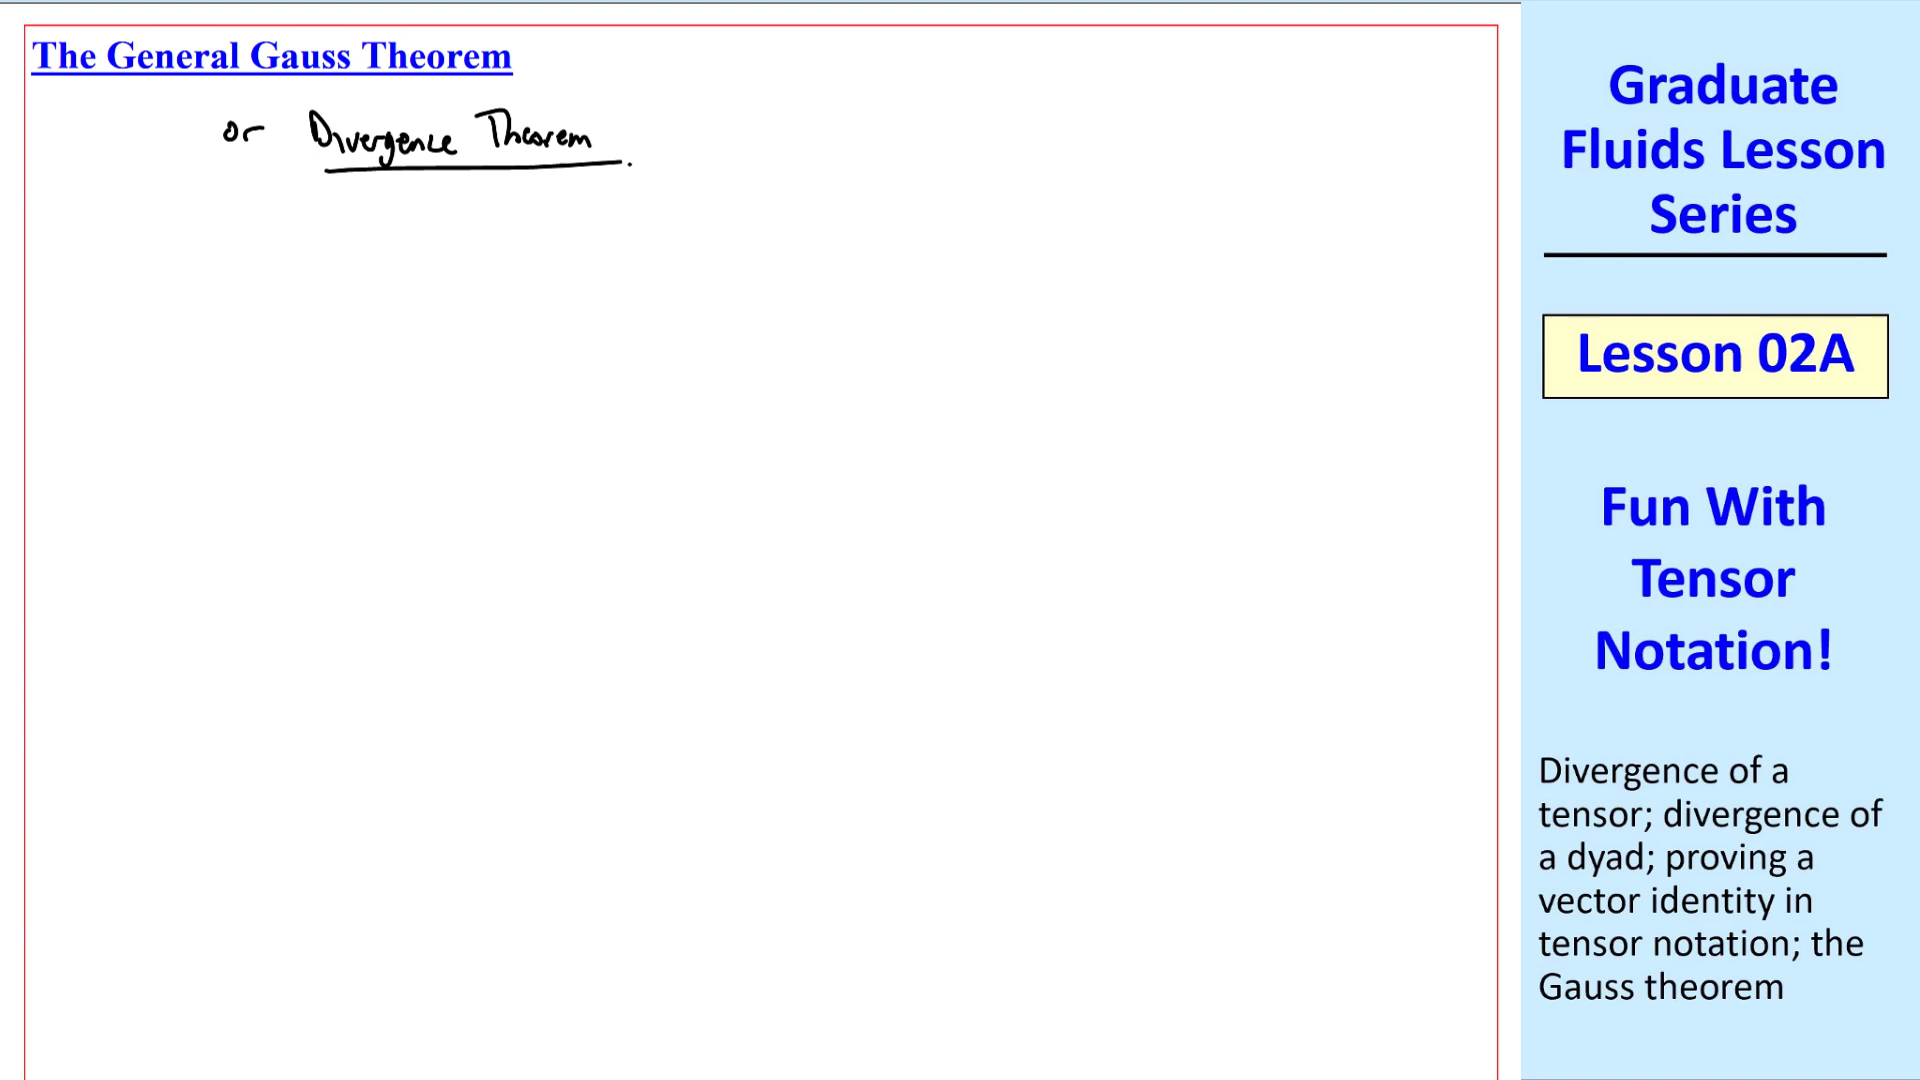 The General Gauss Theorem
or Divergence Theorem.
Graduate
Fluids Lesson
Series
Lesson 02A
Fun With
Tensor
Notation!
Divergence of a
tensor; divergence of
a dyad; proving a
vector identity in
tensor notation; the
Gauss theorem